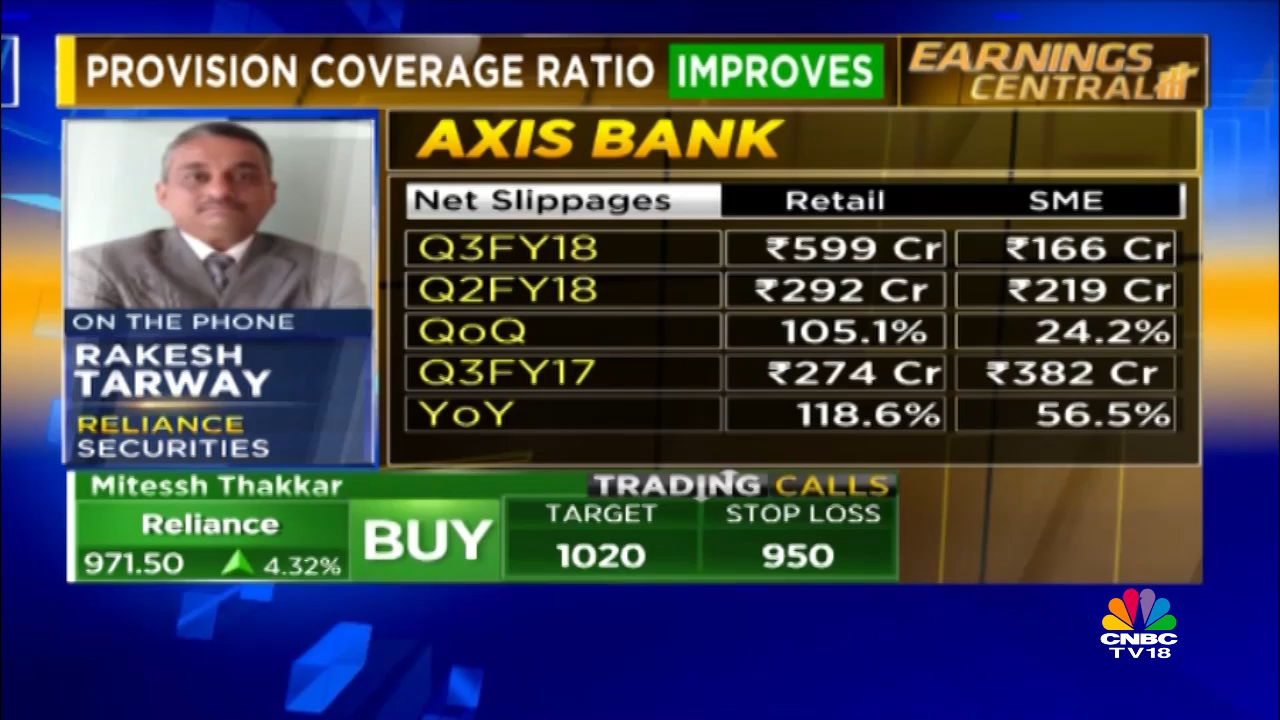 PROVISION COVERAGE RATIO IMPROVES
EARNINGS
CENTRAL
AXIS BANK
Net Slippages Retail SME
Q3FY18 ₹599 Cr ₹166 Cr
Q2FY18 ₹292 Cr ₹219 Cr
QoQ 105.1% 24.2%
Q3FY17 ₹274 Cr ₹382 Cr
YoY 118.6% 56.5%
ON THE PHONE
RAKESH
TARWAY
RELIANCE
SECURITIES
Mitessh Thakkar TRADING CALLS
Reliance
971.50 4.32%
BUY
TARGET STOP LOSS
1020 950
CNBC
TV18